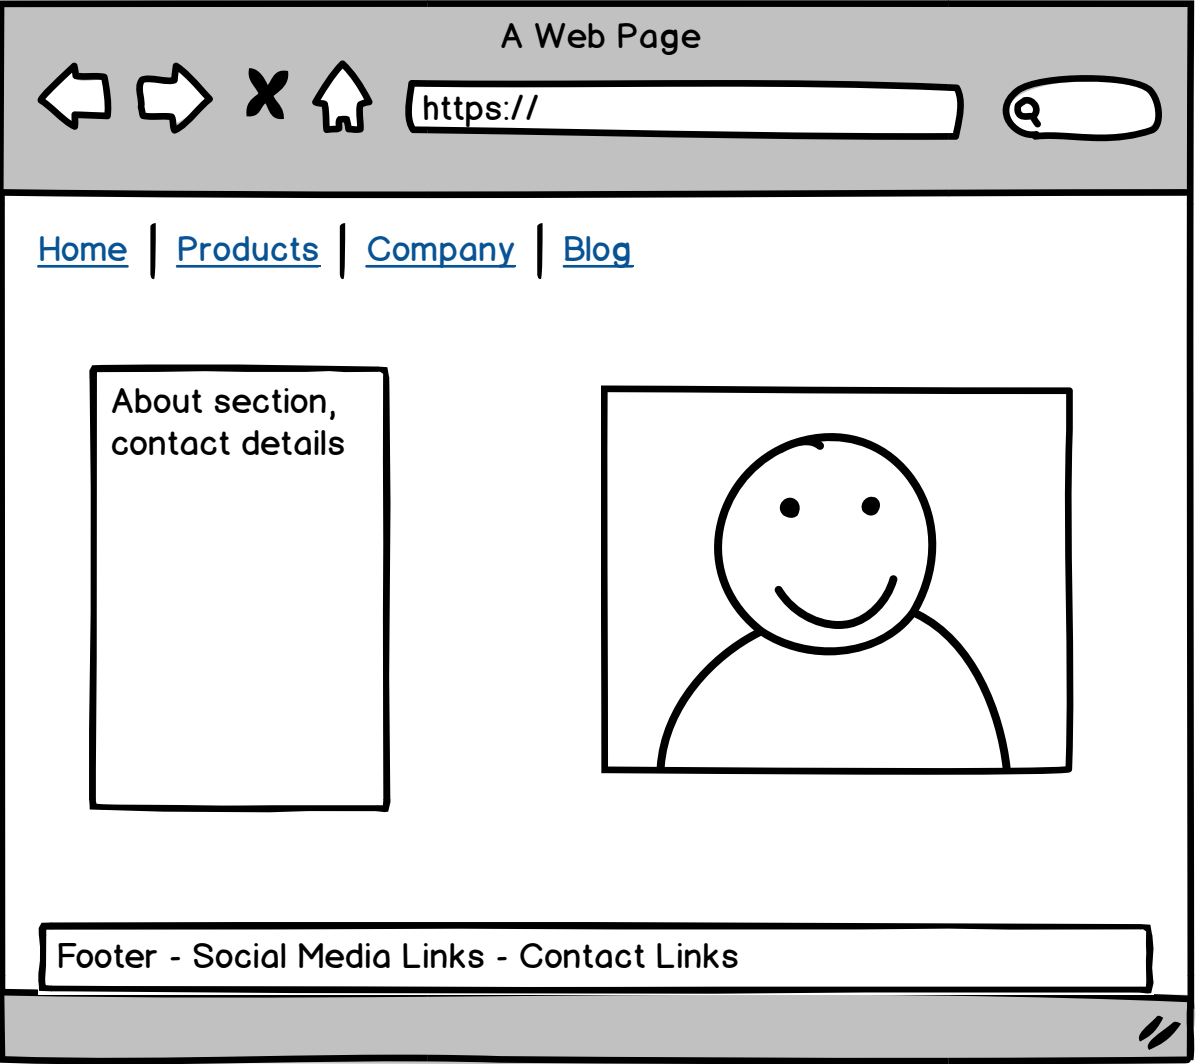 A Web Page
https://
Home | Products | Company | Blog
About section,
contact details
Footer - Social Media Links - Contact Links